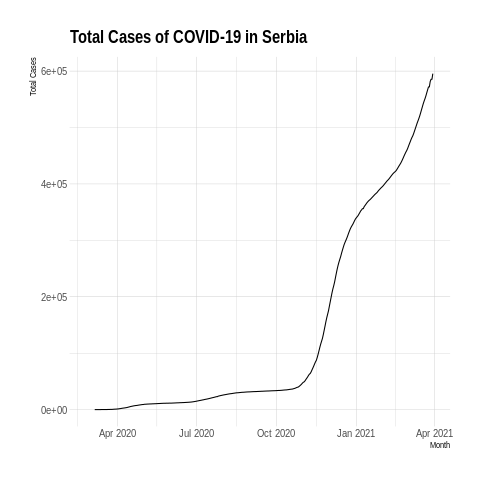 Total Cases of COVID-19 in Serbia
Total Cases
6e+05
4e+05
2e+05
0e+00
Apr 2020 Jul 2020 Oct 2020 Jan 2021 Apr 2021
Month